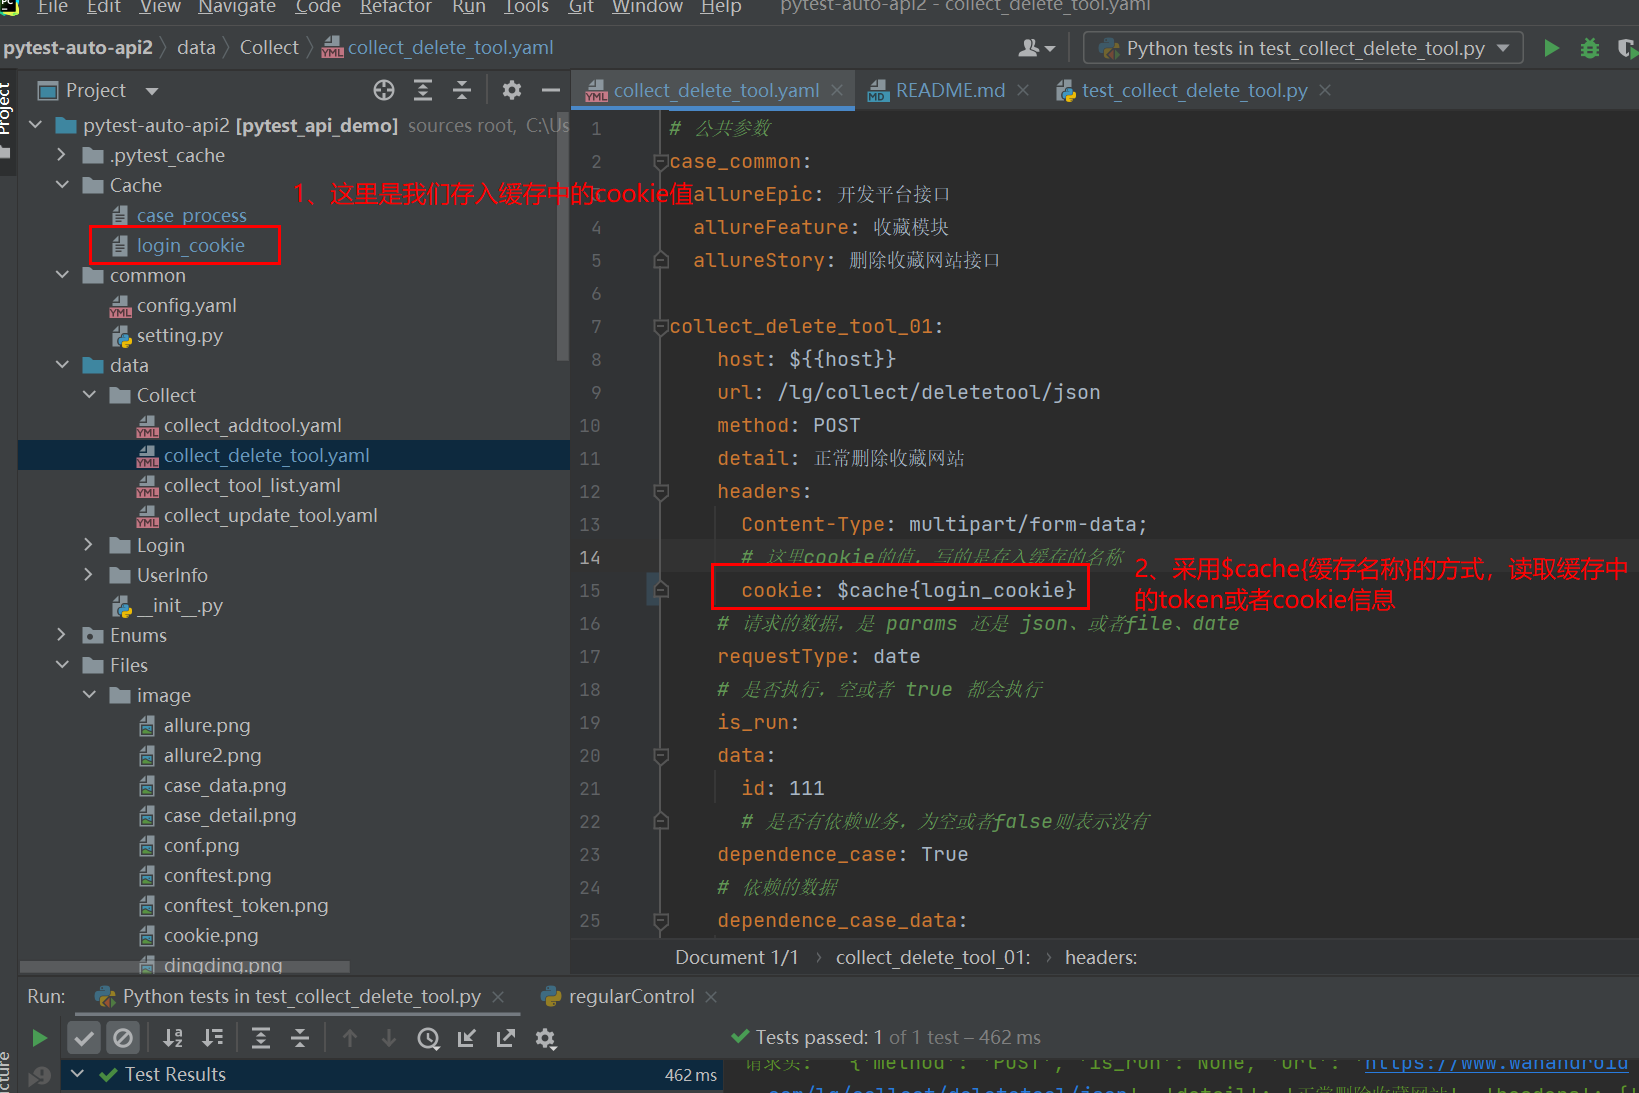 File Edit View Navigate Code Refactor Run Tools Git Window Help pytest-auto-api2 - collect_delete_tool.yaml
pytest-auto-api2 data Collect collect_delete_tool.yaml
Python tests in test_collect_delete_tool.py
Project
Project
collect_delete_tool.yaml
README.md
test_collect_delete_tool.py
pytest-auto-api2 [pytest_api_demo] sources root, C:\Us
.pytest_cache
Cache
case_process
login_cookie
common
config.yaml
setting.py
data
Collect
collect_addtool.yaml
collect_delete_tool.yaml
collect_tool_list.yaml
collect_update_tool.yaml
Login
UserInfo
__init__.py
Enums
Files
image
allure.png
allure2.png
case_data.png
case_detail.png
conf.png
conftest.png
conftest_token.png
cookie.png
dingding.png
1、这里是我们存入缓存中的cookie值
1 # 公共参数
2 case_common:
allureEpic: 开发平台接口
4 allureFeature: 收藏模块
5 allureStory: 删除收藏网站接口
6
7 collect_delete_tool_01:
8 host: ${{host}}
9 url: /lg/collect/deletetool/json
10 method: POST
11 detail: 正常删除收藏网站
12 headers:
13 Content-Type: multipart/form-data;
14 # 这里cookie的值，写的是存入缓存的名称
15 cookie: $cache{login_cookie}
2、采用$cache{缓存名称}的方式，读取缓存中
的token或者cookie信息
16 # 请求的数据，是 params 还是 json、或者file、date
17 requestType: date
18 # 是否执行，空或者 true 都会执行
19 is_run:
20 data:
21 id: 111
22 # 是否有依赖业务，为空或者false则表示没有
23 dependence_case: True
24 # 依赖的数据
25 dependence_case_data:
Document 1/1 › collect_delete_tool_01: › headers:
Run: Python tests in test_collect_delete_tool.py regularControl
Tests passed: 1 of 1 test – 462 ms
Test Results 462 ms
请求头: {'method': 'POST', 'is_run': None, 'url': 'https://www.wanandroid
.com/lg/collect/deletetool/json', 'detail': '正常删除收藏网站', 'headers': {'